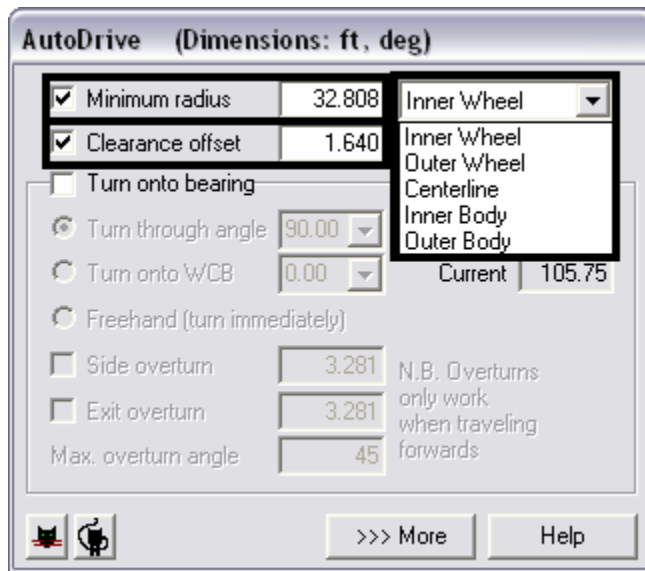 AutoDrive (Dimensions: ft, deg)
Minimum radius 32.808 Inner Wheel
Clearance offset 1.640
Inner Wheel
Outer Wheel
Centerline
Inner Body
Outer Body
Turn onto bearing
Turn through angle 90.00
Turn onto WCB 0.00 Current 105.75
Freehand (turn immediately)
Side overturn 3.281
Exit overturn 3.281
Max. overturn angle 45
N.B. Overturns
only work
when traveling
forwards
>>> More Help